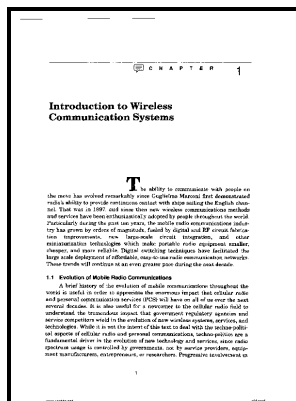 CHAPTER 1
Introduction to Wireless
Communication Systems
The ability to communicate with people on
the move has evolved remarkably since Guglielmo Marconi first demonstrated
radio's ability to provide continuous contact with ships sailing the English chan-
nel. That was in 1897, and since then new wireless communications methods
and services have been enthusiastically adopted by people throughout the world.
Particularly during the past ten years, the mobile radio communications indus-
try has grown by orders of magnitude, fueled by digital and RF circuit fabrica-
tion improvements, new large-scale circuit integration, and other
miniaturization technologies which make portable radio equipment smaller,
cheaper, and more reliable. Digital switching techniques have facilitated the
large scale deployment of affordable, easy-to-use radio communication networks.
These trends will continue at an even greater pace during the next decade.
1.1 Evolution of Mobile Radio Communications
A brief history of the evolution of mobile communications throughout the
world is useful in order to appreciate the enormous impact that cellular radio
and personal communication services (PCS) will have on all of us over the next
several decades. It is also useful for a newcomer to the cellular radio field to
understand the tremendous impact that government regulatory agencies and
service competitors wield in the evolution of new wireless systems, services, and
technologies. While it is not the intent of this text to deal with the techno-politi-
cal aspects of cellular radio and personal communications, techno-politics are a
fundamental driver in the evolution of new technology and services, since radio
spectrum usage is controlled by governments, not by service providers, equip-
ment manufacturers, entrepreneurs, or researchers. Progressive involvement in
1